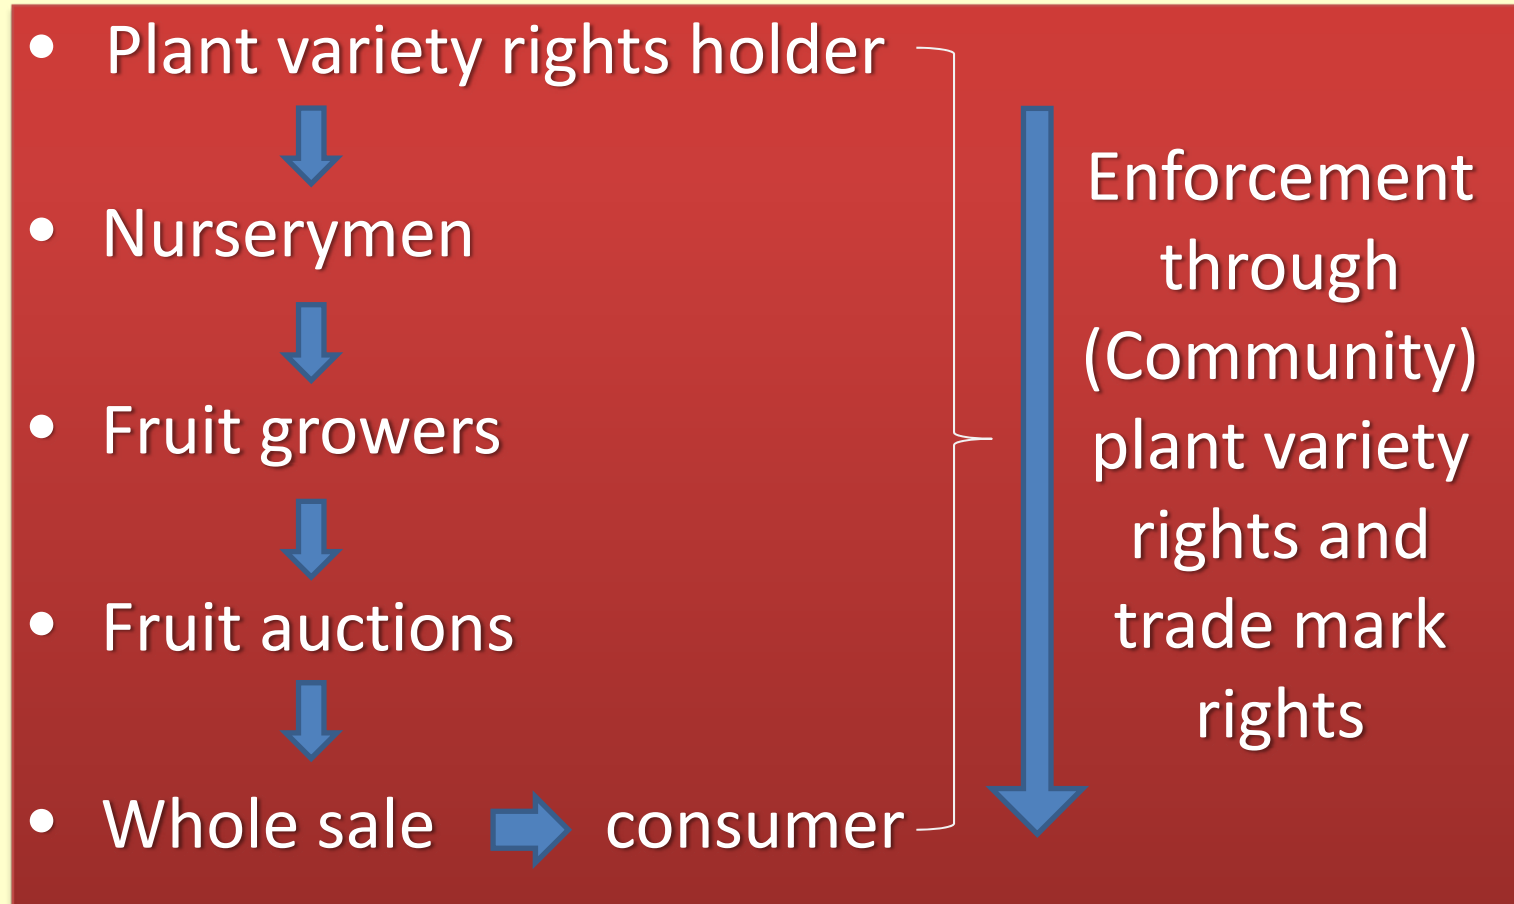 • Plant variety rights holder
• Nurserymen
• Fruit growers
• Fruit auctions
• Whole sale consumer
Enforcement
through
(Community)
plant variety
rights and
trade mark
rights